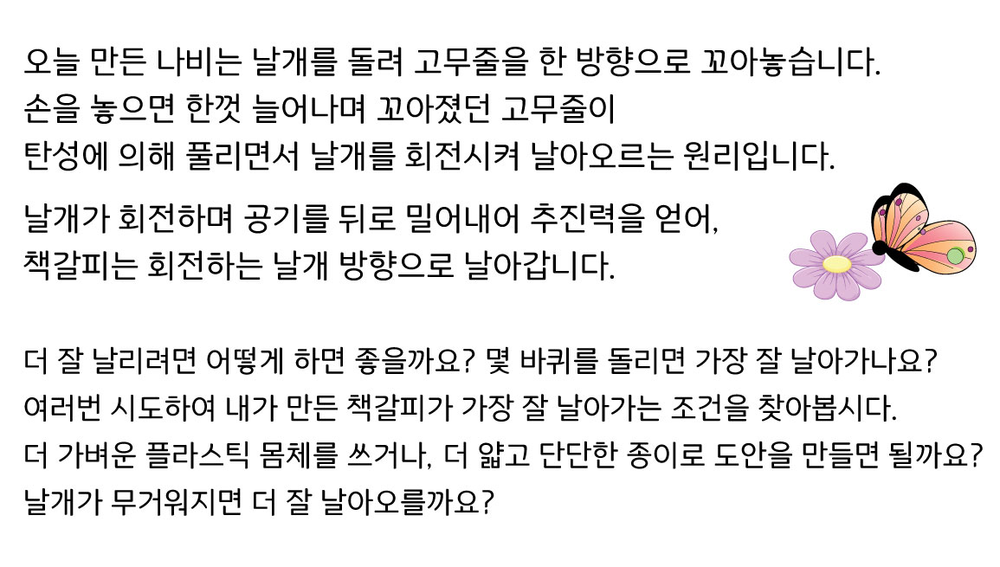 오늘 만든 나비는 날개를 돌려 고무줄을 한 방향으로 꼬아놓습니다.
손을 놓으면 한껏 늘어나며 꼬아졌던 고무줄이
탄성에 의해 풀리면서 날개를 회전시켜 날아오르는 원리입니다.
날개가 회전하며 공기를 뒤로 밀어내어 추진력을 얻어,
책갈피는 회전하는 날개 방향으로 날아갑니다.
더 잘 날리려면 어떻게 하면 좋을까요? 몇 바퀴를 돌리면 가장 잘 날아가나요?
여러번 시도하여 내가 만든 책갈피가 가장 잘 날아가는 조건을 찾아봅시다.
더 가벼운 플라스틱 몸체를 쓰거나, 더 얇고 단단한 종이로 도안을 만들면 될까요?
날개가 무거워지면 더 잘 날아오를까요?